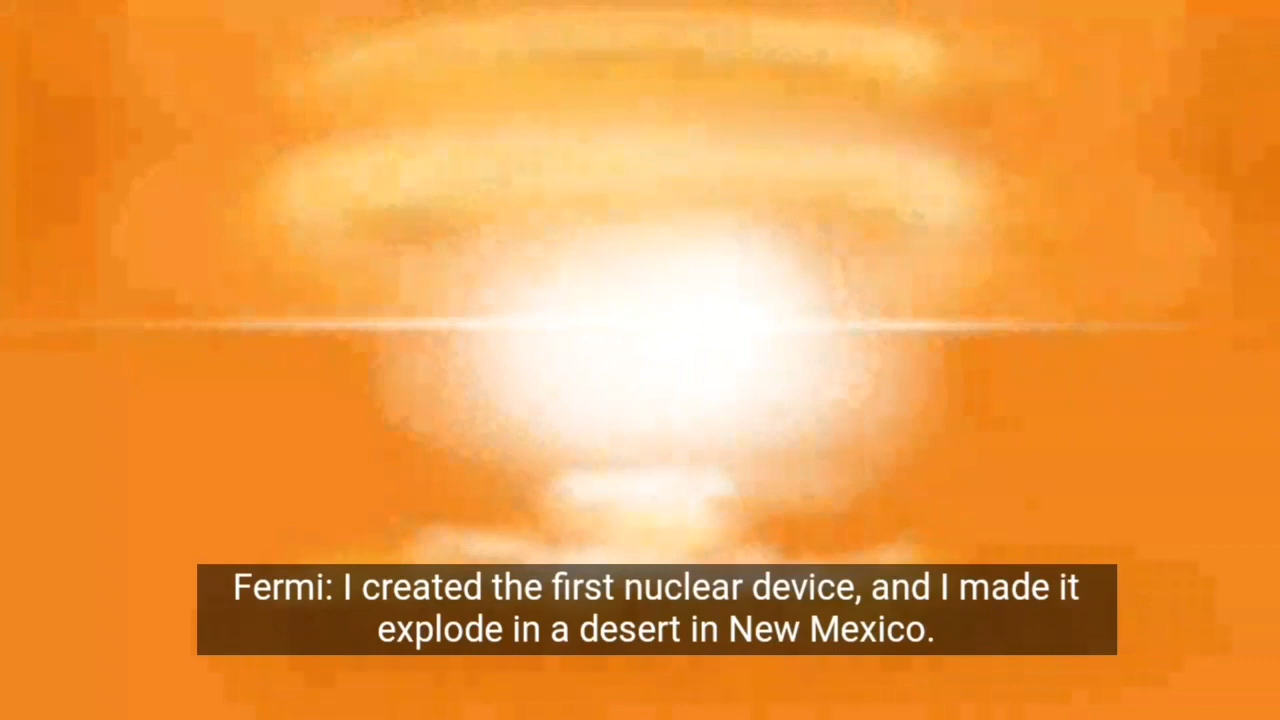 Fermi: I created the first nuclear device, and I made it
explode in a desert in New Mexico.